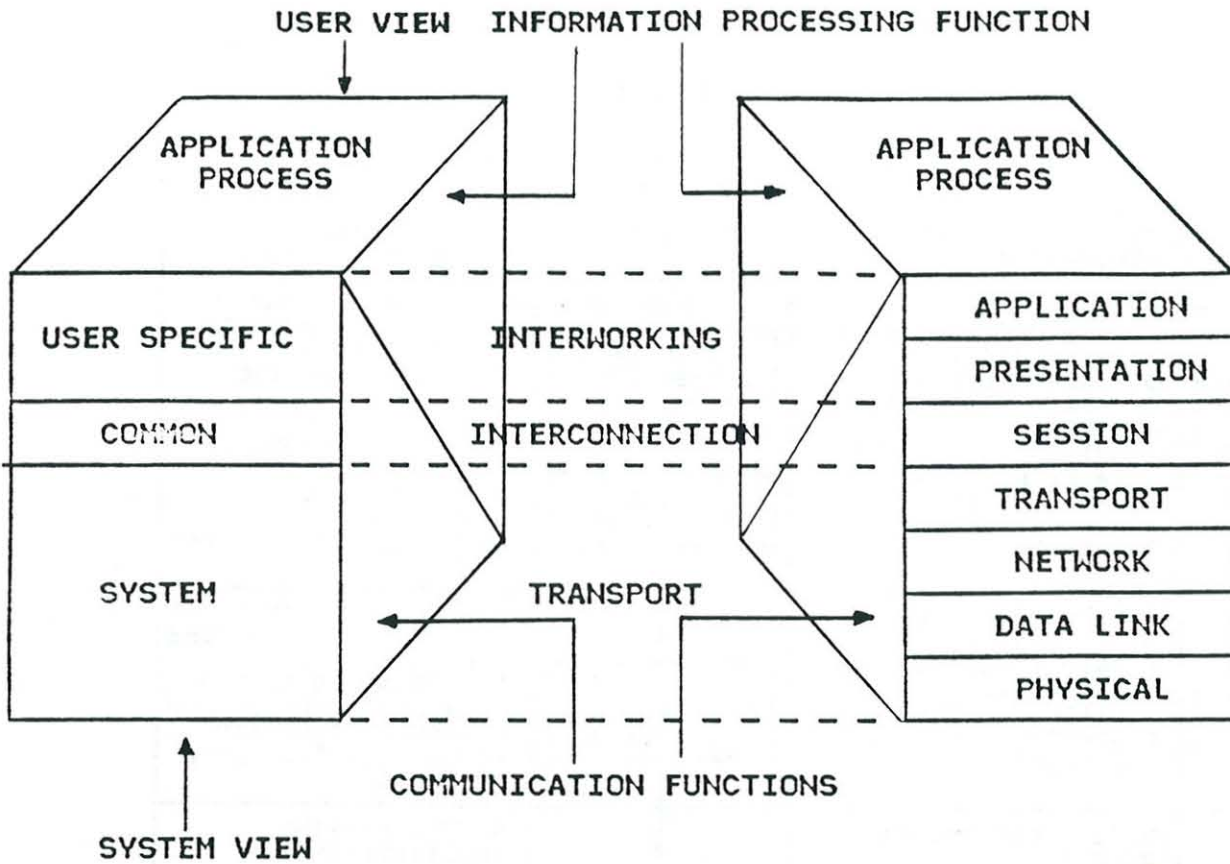 USER VIEW INFORMATION PROCESSING FUNCTION
APPLICATION
PROCESS
APPLICATION
PROCESS
USER SPECIFIC
INTERWORKING
APPLICATION
PRESENTATION
COMMON
INTERCONNECTION
SESSION
TRANSPORT
NETWORK
SYSTEM
TRANSPORT
DATA LINK
PHYSICAL
COMMUNICATION FUNCTIONS
SYSTEM VIEW